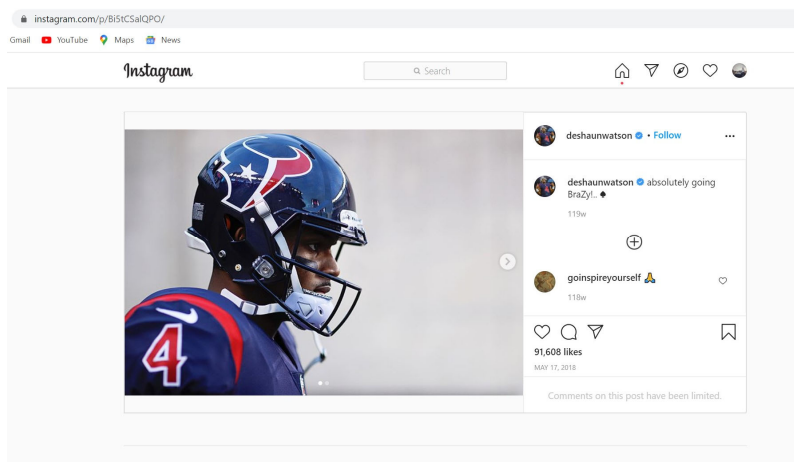 instagram.com/p/Bi5tCSalQPO/
Gmail YouTube Maps News
Instagram
Search
4
deshaunwatson • Follow
deshaunwatson absolutely going
BraZy!.. ♠
119w
goinspireyourself 🙏
118w
91,608 likes
MAY 17, 2018
Comments on this post have been limited.